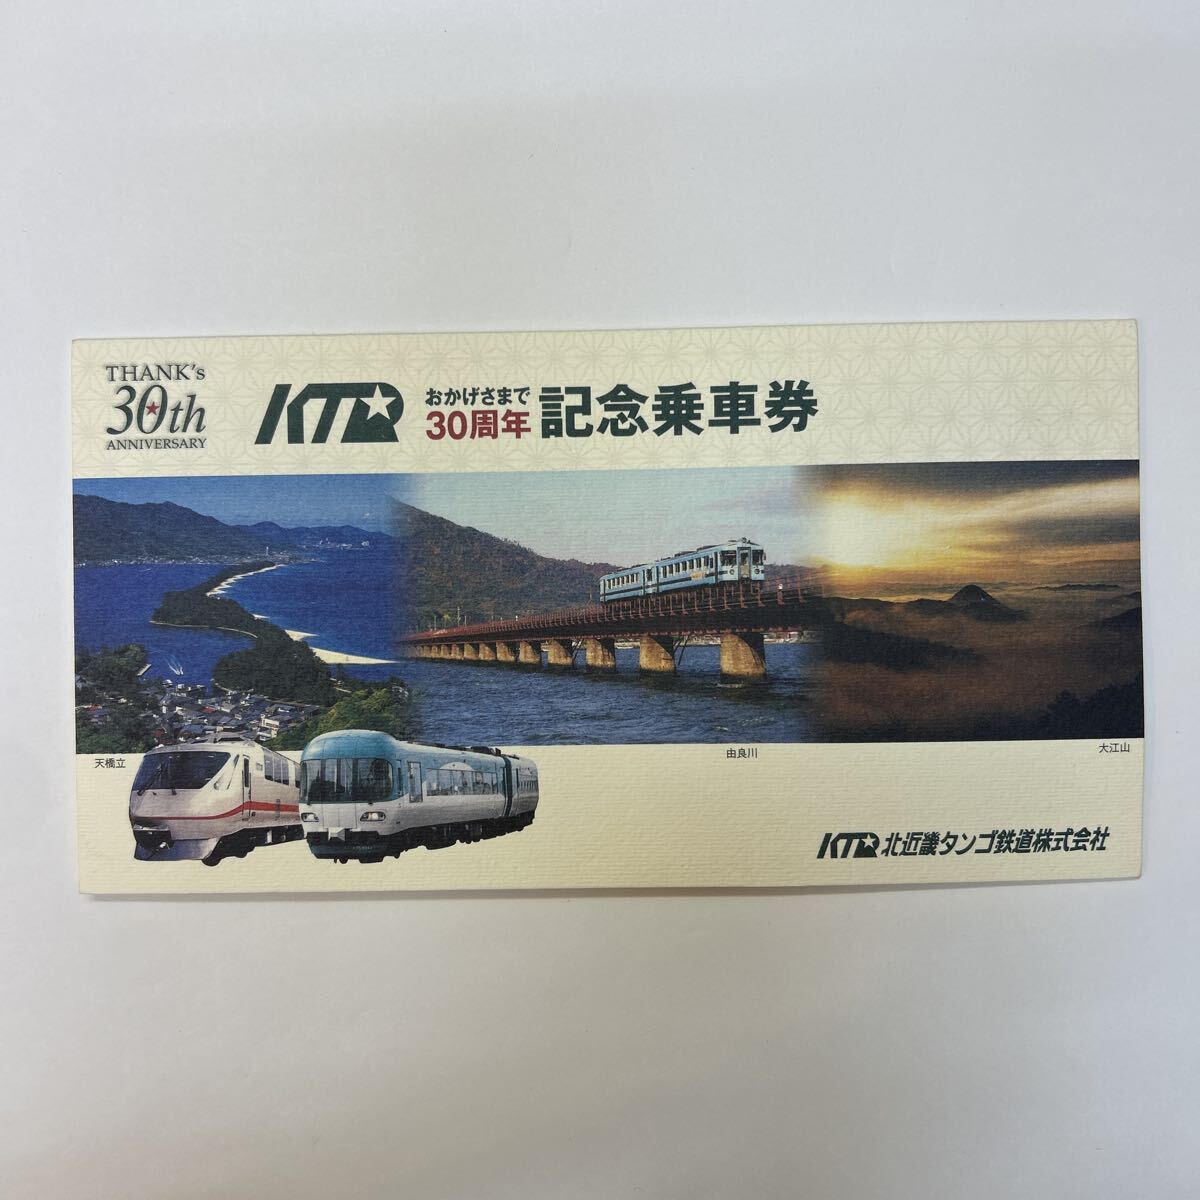 THANK's
30th
ANNIVERSARY
KTR
おかげさまで
30周年
記念乗車券
天橋立
由良川
大江山
KTR 北近畿タンゴ鉄道株式会社